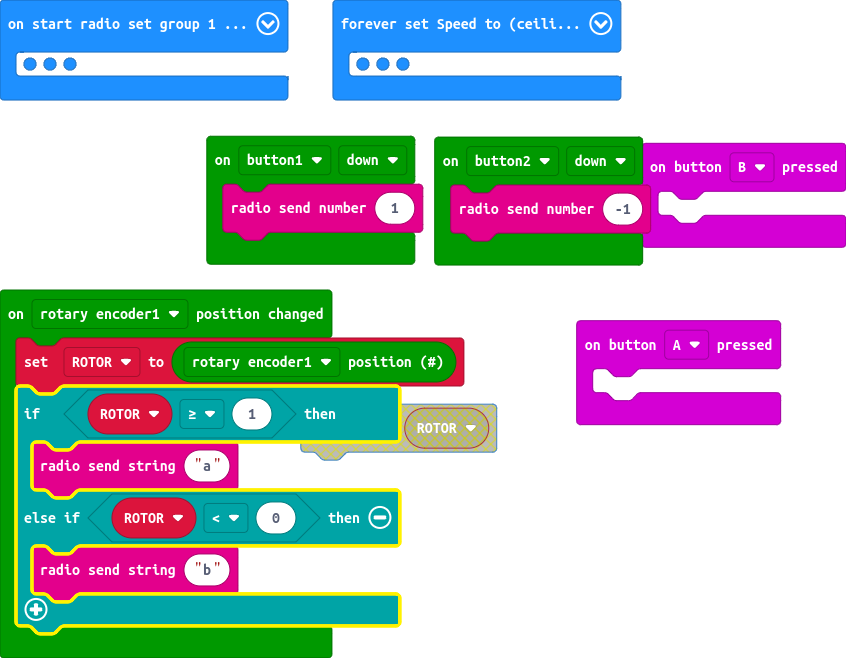 on start radio set group 1 ...
forever set Speed to (ceili...
on button1 down
radio send number 1
on button2 down
radio send number -1
on button B pressed
on rotary encoder1 position changed
set ROTOR to rotary encoder1 position (#)
if ROTOR ≥ 1 then
ROTOR
radio send string "a"
else if ROTOR < 0 then
radio send string "b"
on button A pressed